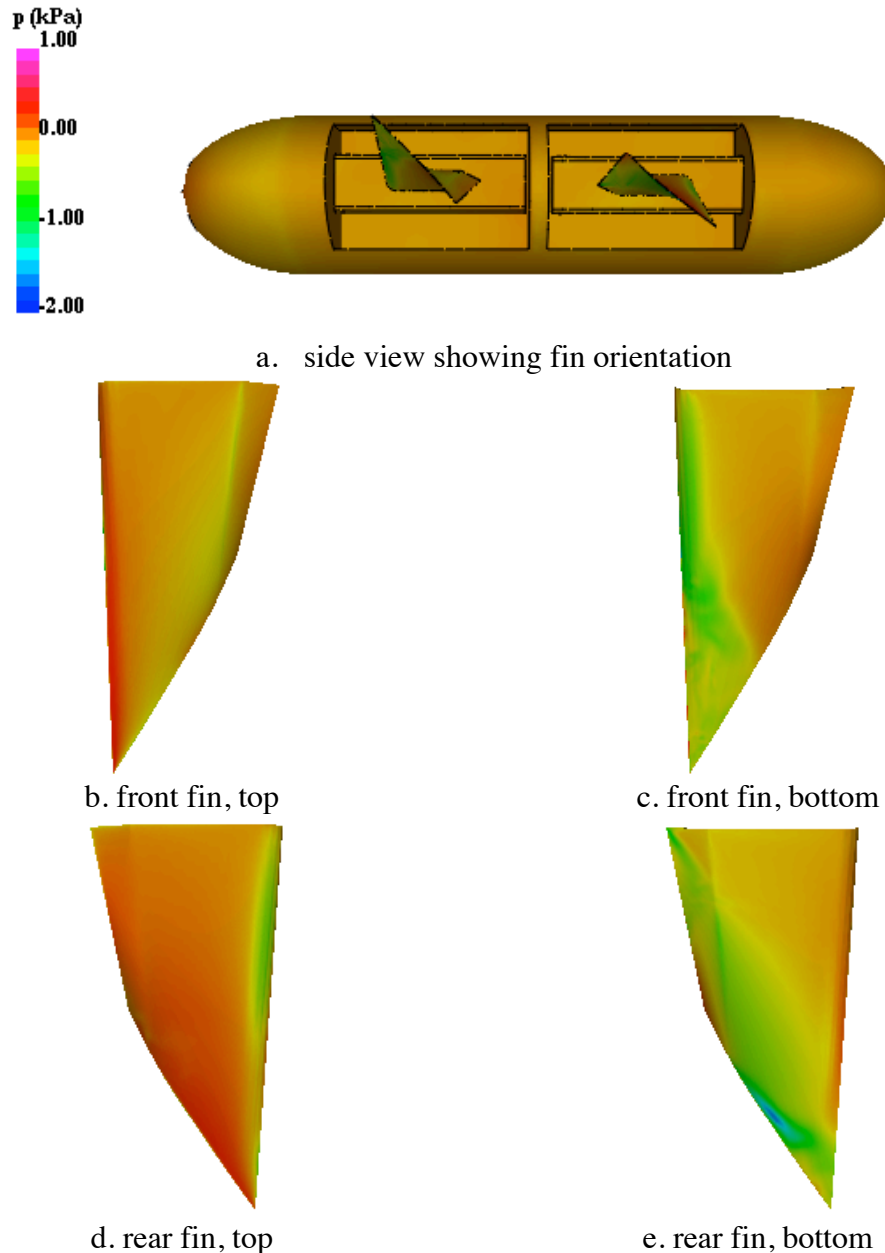 p (kPa)
1.00
0.00
-1.00
-2.00
a. side view showing fin orientation
b. front fin, top
c. front fin, bottom
d. rear fin, top
e. rear fin, bottom